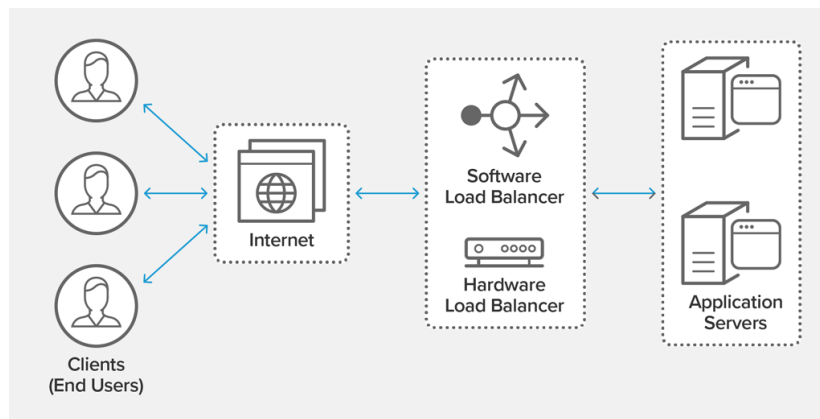 Clients
(End Users)
Internet
Software
Load Balancer
Hardware
Load Balancer
Application
Servers